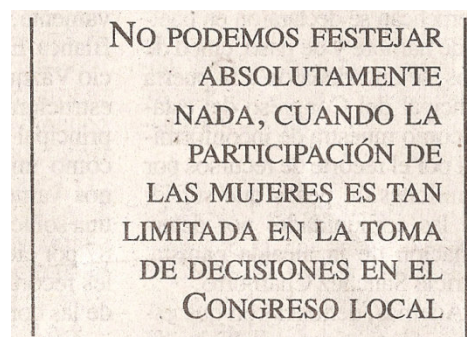 No podemos festejar
absolutamente
nada, cuando la
participación de
las mujeres es tan
limitada en la toma
de decisiones en el
Congreso local